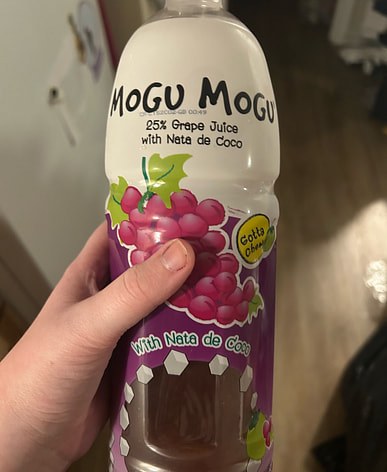 MOGU MOGU
25% Grape Juice
with Nata de Coco
Gotta
Chew
With Nata de Coco